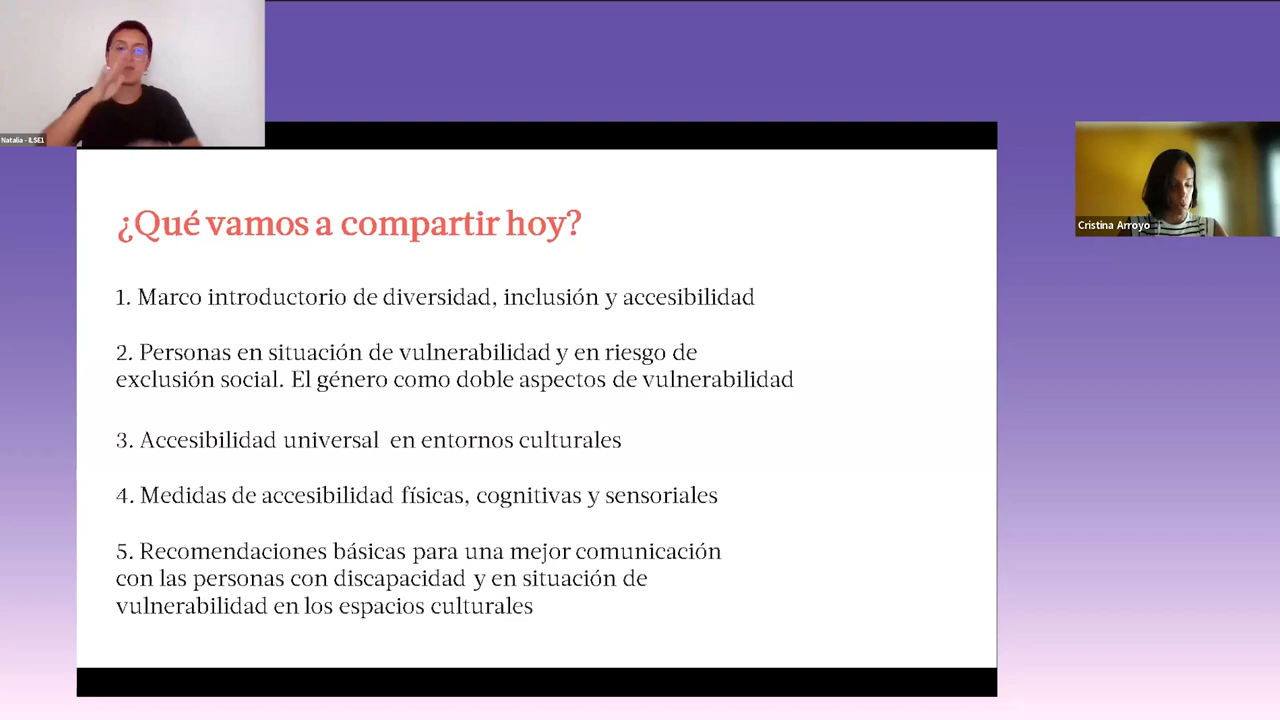 Natalia - ILSE1
Cristina Arroyo
¿Qué vamos a compartir hoy?
1. Marco introductorio de diversidad, inclusión y accesibilidad
2. Personas en situación de vulnerabilidad y en riesgo de
exclusión social. El género como doble aspectos de vulnerabilidad
3. Accesibilidad universal en entornos culturales
4. Medidas de accesibilidad físicas, cognitivas y sensoriales
5. Recomendaciones básicas para una mejor comunicación
con las personas con discapacidad y en situación de
vulnerabilidad en los espacios culturales